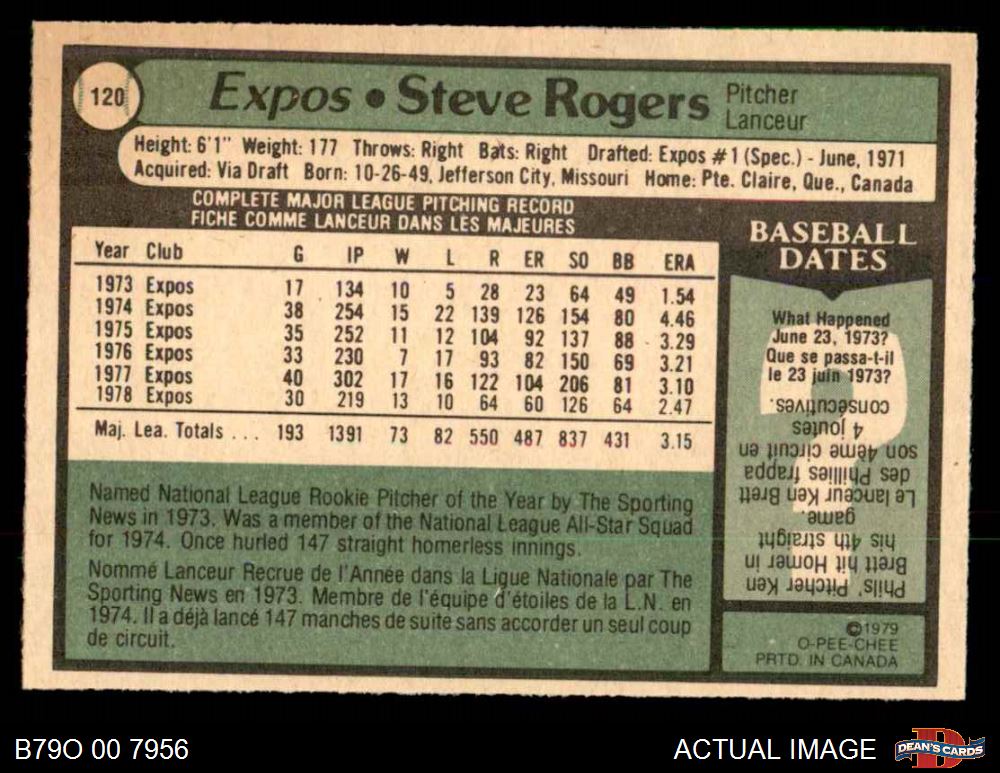 120
Expos • Steve Rogers
Pitcher
Lanceur
Height: 6'1" Weight: 177 Throws: Right Bats: Right Drafted: Expos #1 (Spec.) - June, 1971
Acquired: Via Draft Born: 10-26-49, Jefferson City, Missouri Home: Pte. Claire, Que., Canada
COMPLETE MAJOR LEAGUE PITCHING RECORD
FICHE COMME LANCEUR DANS LES MAJEURES
Year Club G IP W L R ER SO BB ERA
1973 Expos 17 134 10 5 28 23 64 49 1.54
1974 Expos 38 254 15 22 139 126 154 80 4.46
1975 Expos 35 252 11 12 104 92 137 88 3.29
1976 Expos 33 230 7 17 93 82 150 69 3.21
1977 Expos 40 302 17 16 122 104 206 81 3.10
1978 Expos 30 219 13 10 64 60 126 64 2.47
Maj. Lea. Totals ... 193 1391 73 82 550 487 837 431 3.15
Named National League Rookie Pitcher of the Year by The Sporting
News in 1973. Was a member of the National League All-Star Squad
for 1974. Once hurled 147 straight homerless innings.
Nommé Lanceur Recrue de l'Année dans la Ligue Nationale par The
Sporting News en 1973. Membre de l'équipe d'étoiles de la L.N. en
1974. Il a déjà lancé 147 manches de suite sans accorder un seul coup
de circuit.
BASEBALL
DATES
What Happened
June 23, 1973?
Que se passa-t-il
le 23 juin 1973?
Phils' Pitcher Ken
Brett hit Homer in
his 4th straight
game.
Le lanceur Ken Brett
des Phillies frappa
son 4ème circuit en
4 joutes
consécutives.
©1979
O-PEE-CHEE
PRTD. IN CANADA
B79O 00 7956
ACTUAL IMAGE
D
DEAN'S CARDS